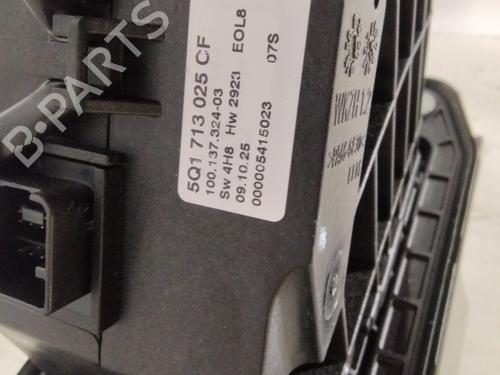 5Q1 713 025 CF
100.137.324-03
Sw 4H8 Hw 2923 EOL8
09.10.25
000005415023 07S
B-PARTS